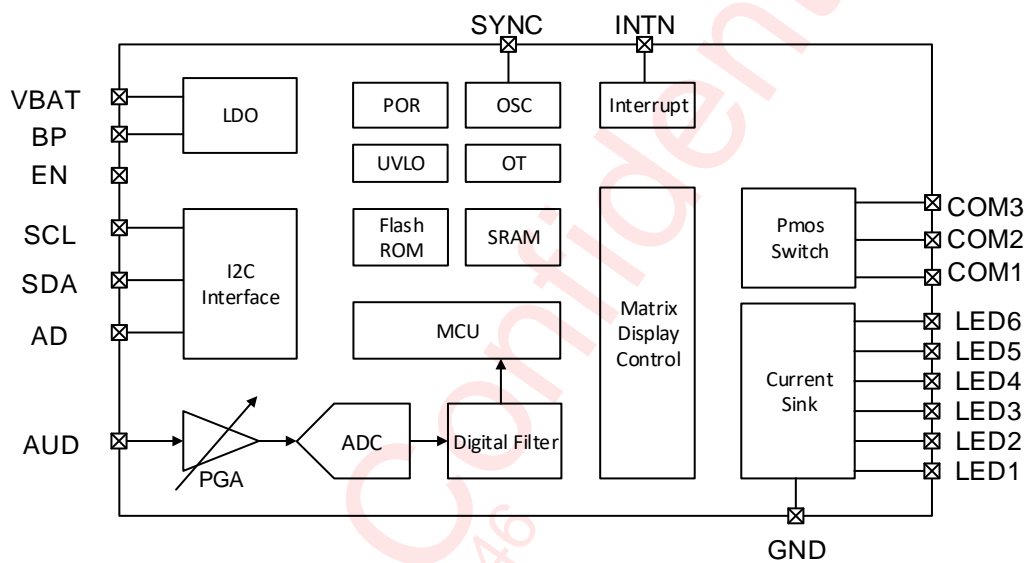 SYNC
INTN
VBAT
BP
EN
SCL
SDA
AD
AUD
LDO
POR
OSC
Interrupt
UVLO
OT
Flash
ROM
SRAM
I2C
Interface
MCU
Matrix
Display
Control
Pmos
Switch
Current
Sink
PGA
ADC
Digital Filter
COM3
COM2
COM1
LED6
LED5
LED4
LED3
LED2
LED1
GND
Confident
46